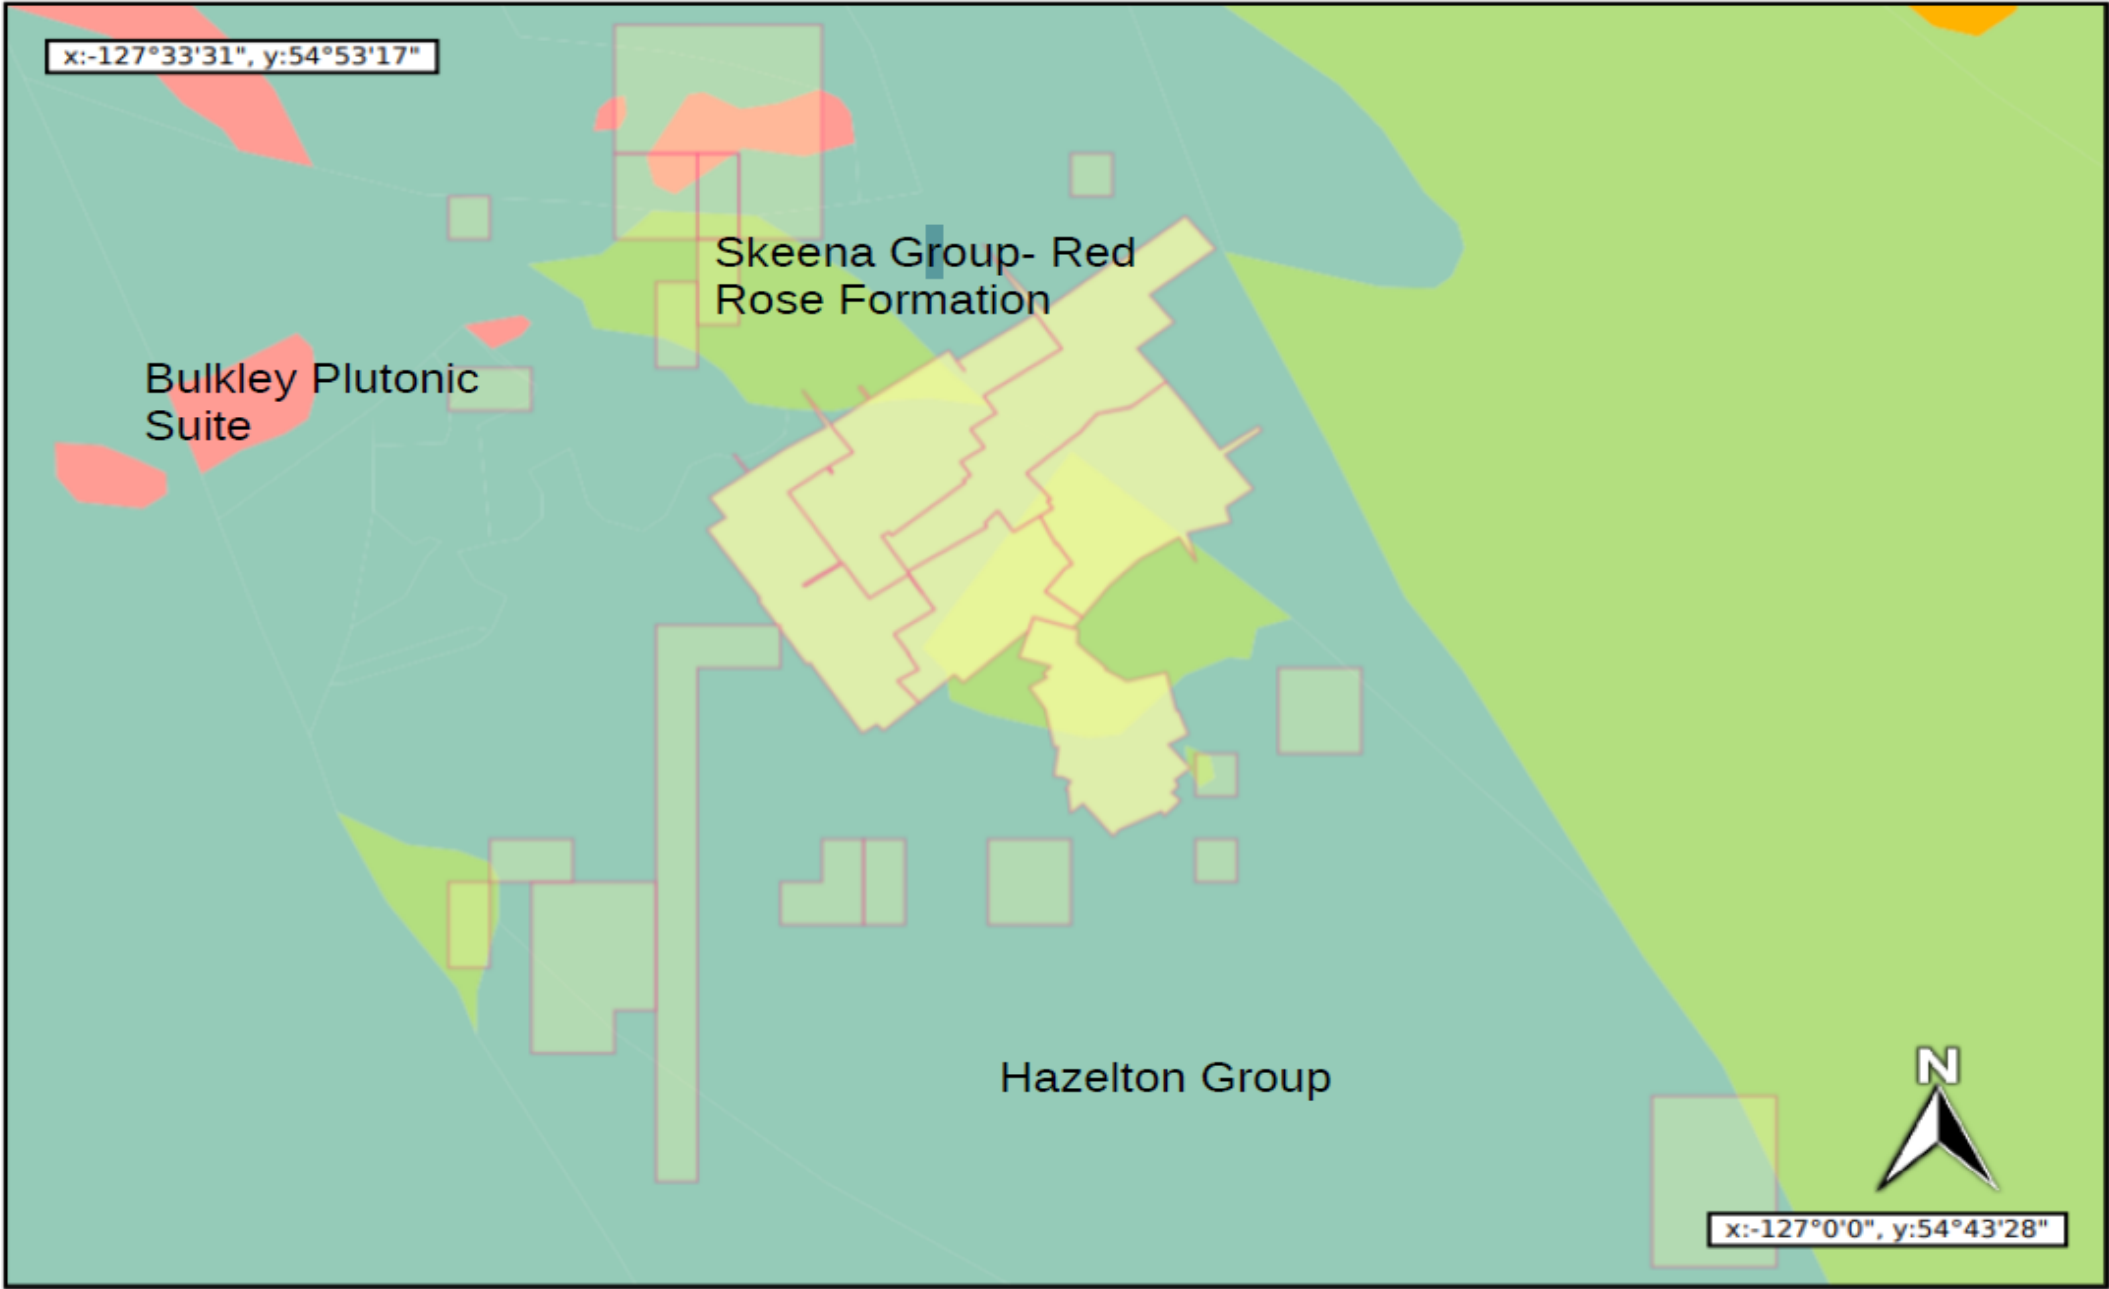 x:-127°33'31", y:54°53'17"
Skeena Group- Red
Rose Formation
Bulkley Plutonic
Suite
Hazelton Group
N
x:-127°0'0", y:54°43'28"